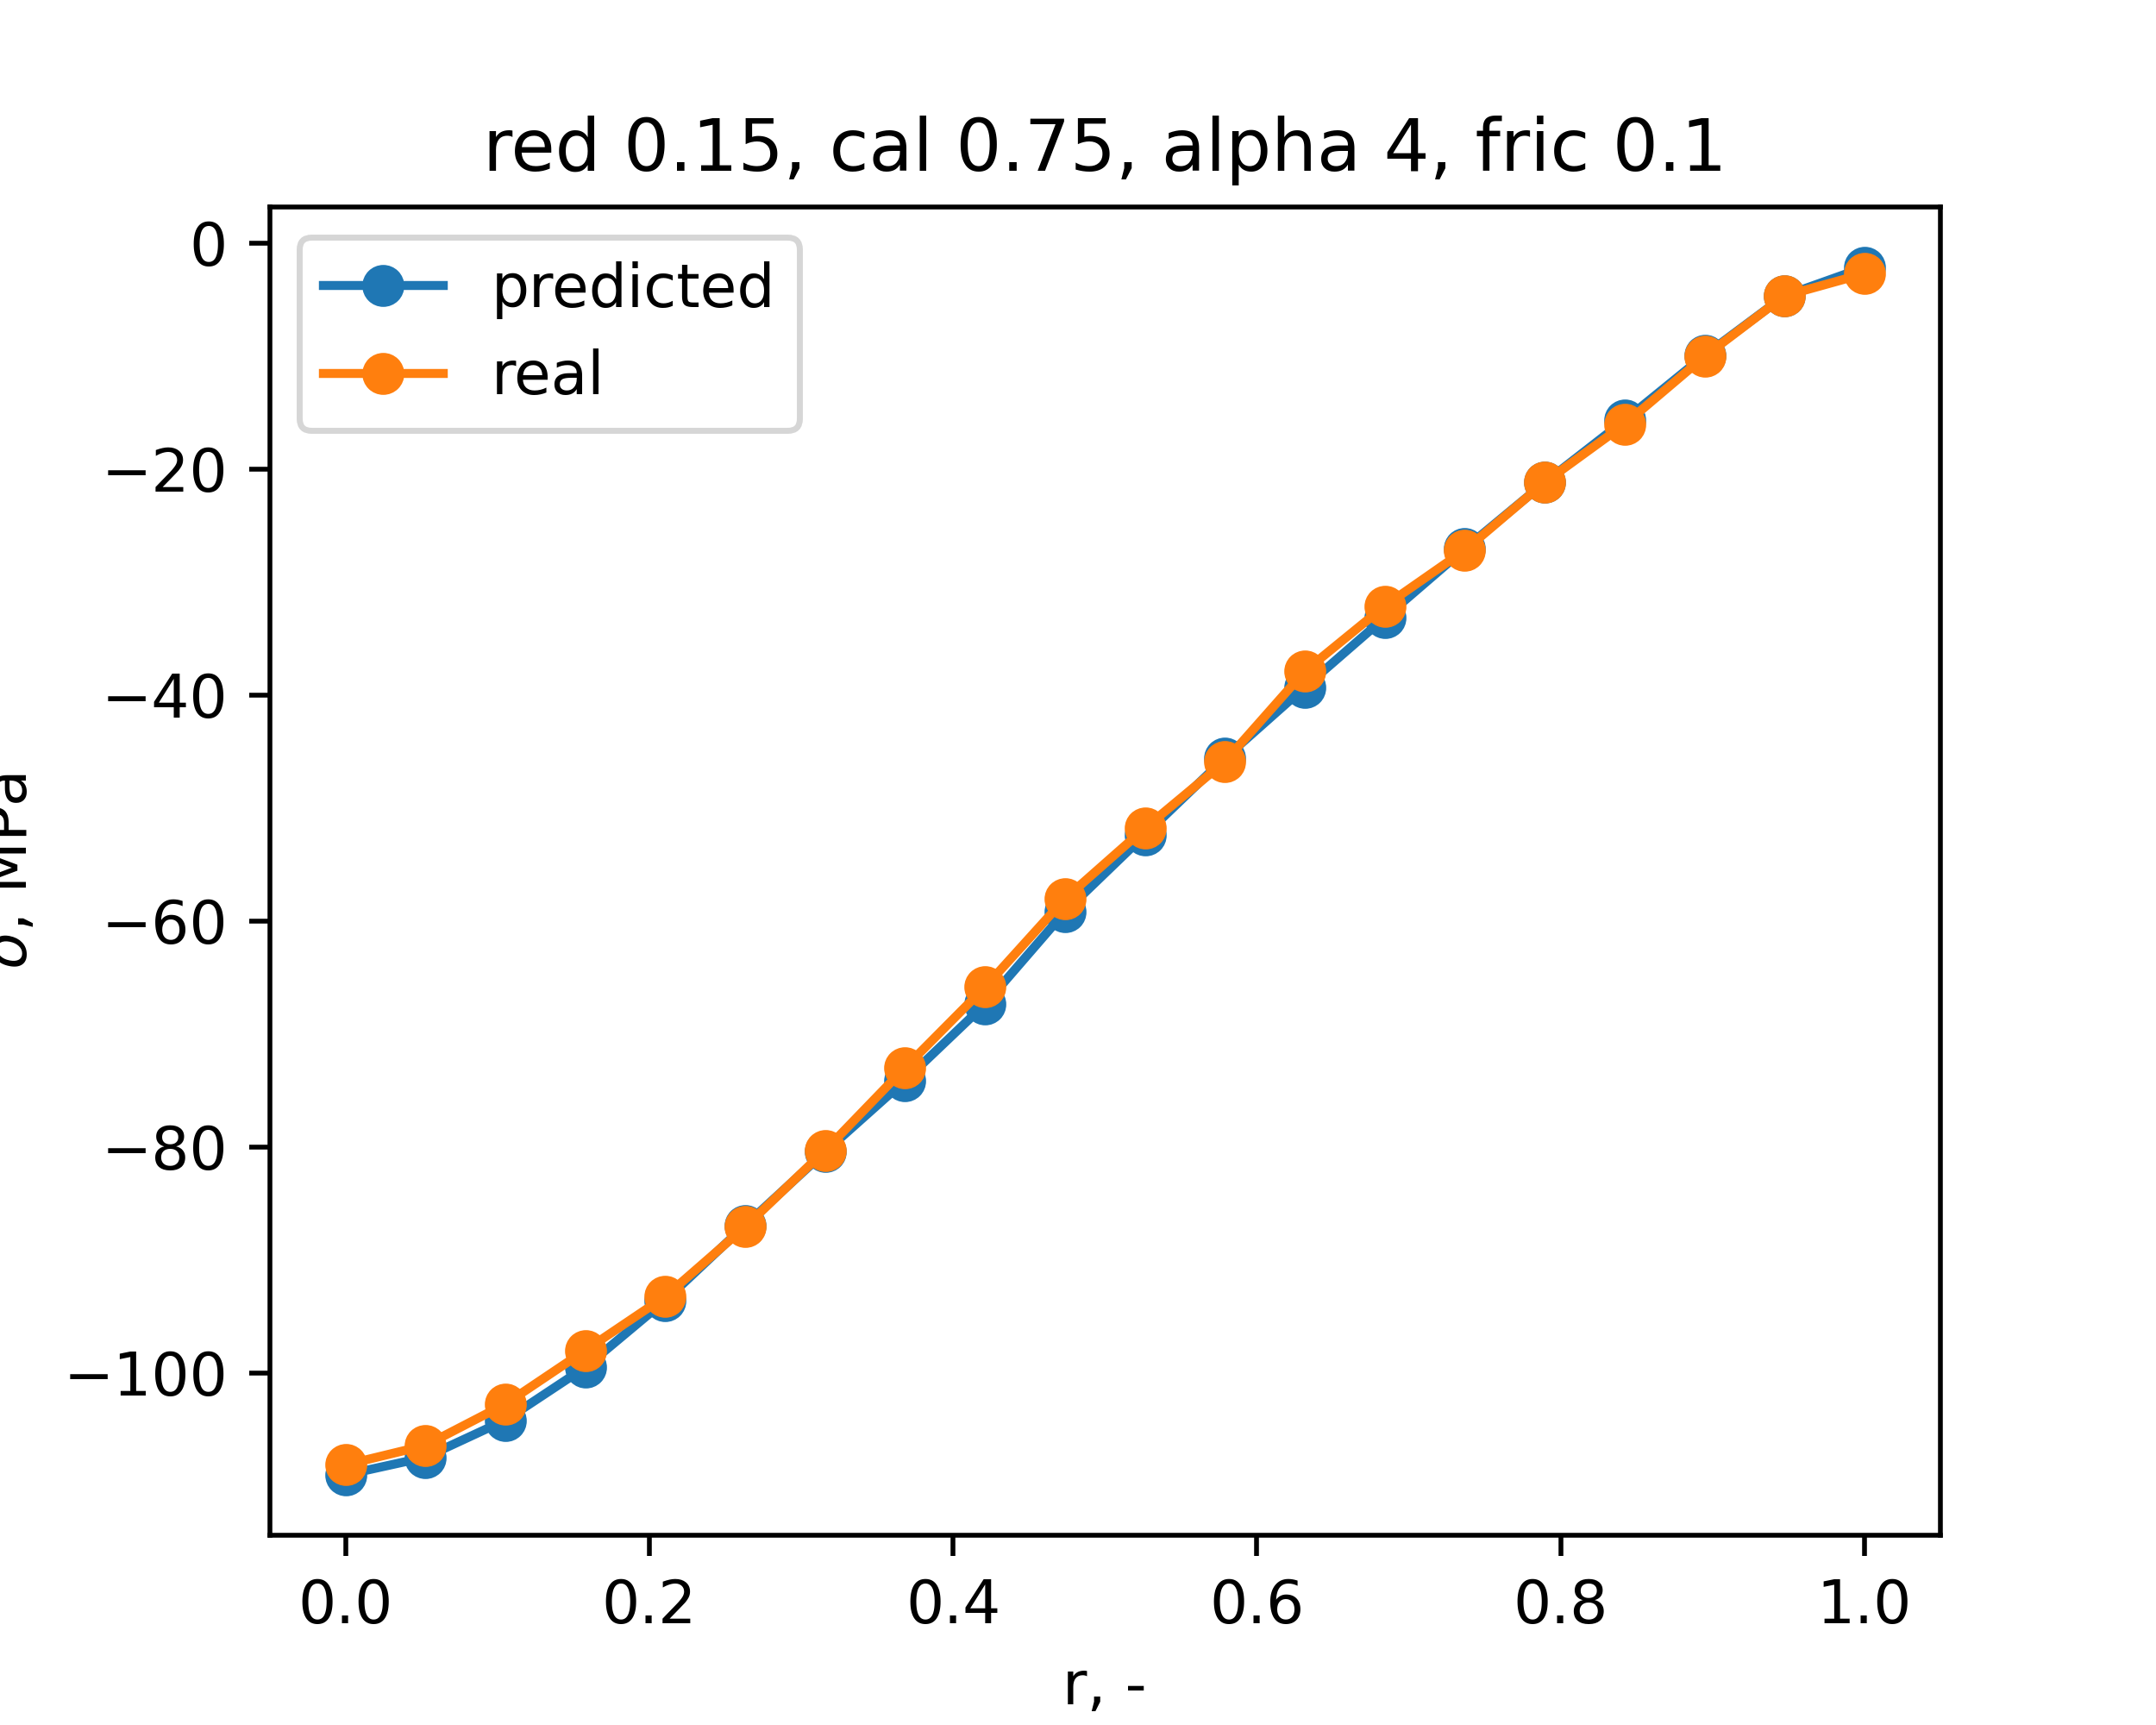 red 0.15, cal 0.75, alpha 4, fric 0.1
predicted
real
0
−20
−40
−60
−80
−100
, MPa
0.0 0.2 0.4 0.6 0.8 1.0
r, -